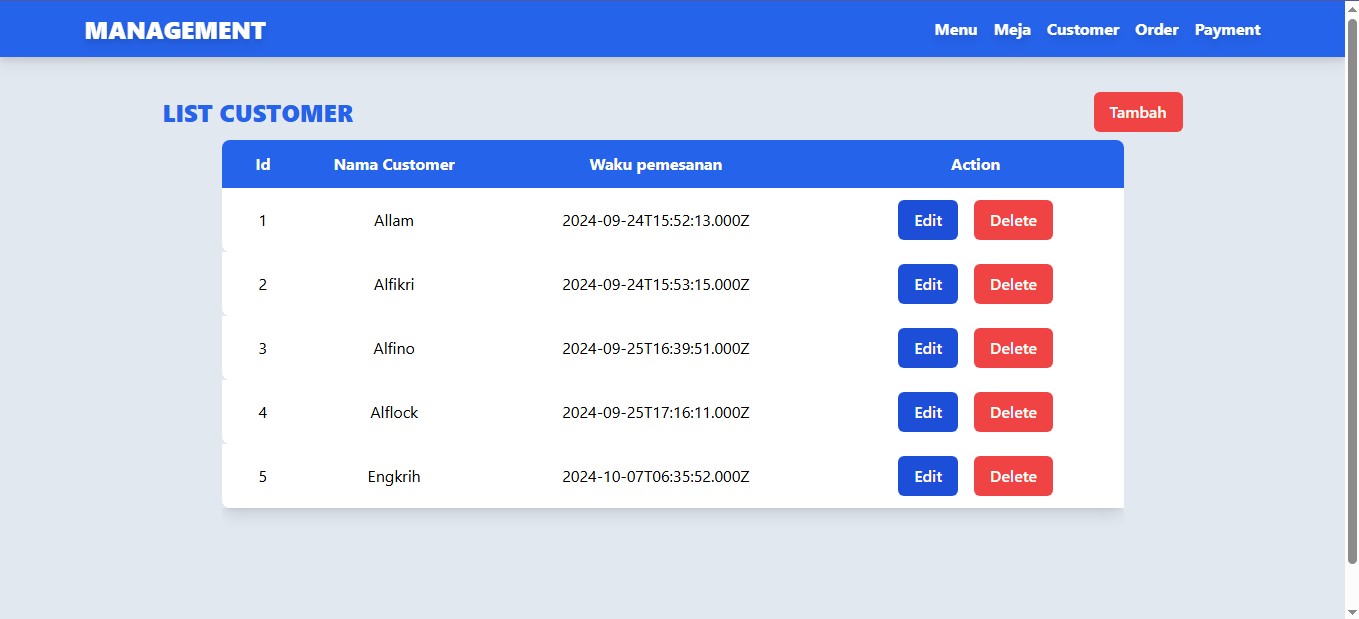 MANAGEMENT Menu Meja Customer Order Payment
LIST CUSTOMER Tambah
Id Nama Customer Waku pemesanan Action
1 Allam 2024-09-24T15:52:13.000Z Edit Delete
2 Alfikri 2024-09-24T15:53:15.000Z Edit Delete
3 Alfino 2024-09-25T16:39:51.000Z Edit Delete
4 Alflock 2024-09-25T17:16:11.000Z Edit Delete
5 Engkrih 2024-10-07T06:35:52.000Z Edit Delete